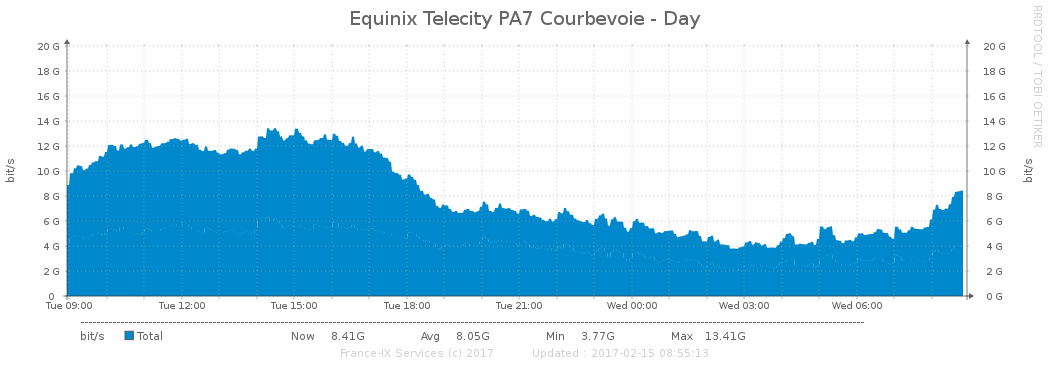 Equinix Telecity PA7 Courbevoie - Day
RRDTOOL / TOBI OETIKER
bit/s
20 G 20 G
18 G 18 G
16 G 16 G
14 G 14 G
12 G 12 G
10 G 10 G
8 G 8 G
6 G 6 G
4 G 4 G
2 G 2 G
0 0 G
bit/s
Tue 09:00 Tue 12:00 Tue 15:00 Tue 18:00 Tue 21:00 Wed 00:00 Wed 03:00 Wed 06:00
bit/s Total Now 8.41G Avg 8.05G Min 3.77G Max 13.41G
France-IX Services (c) 2017 Updated : 2017-02-15 08:55:13